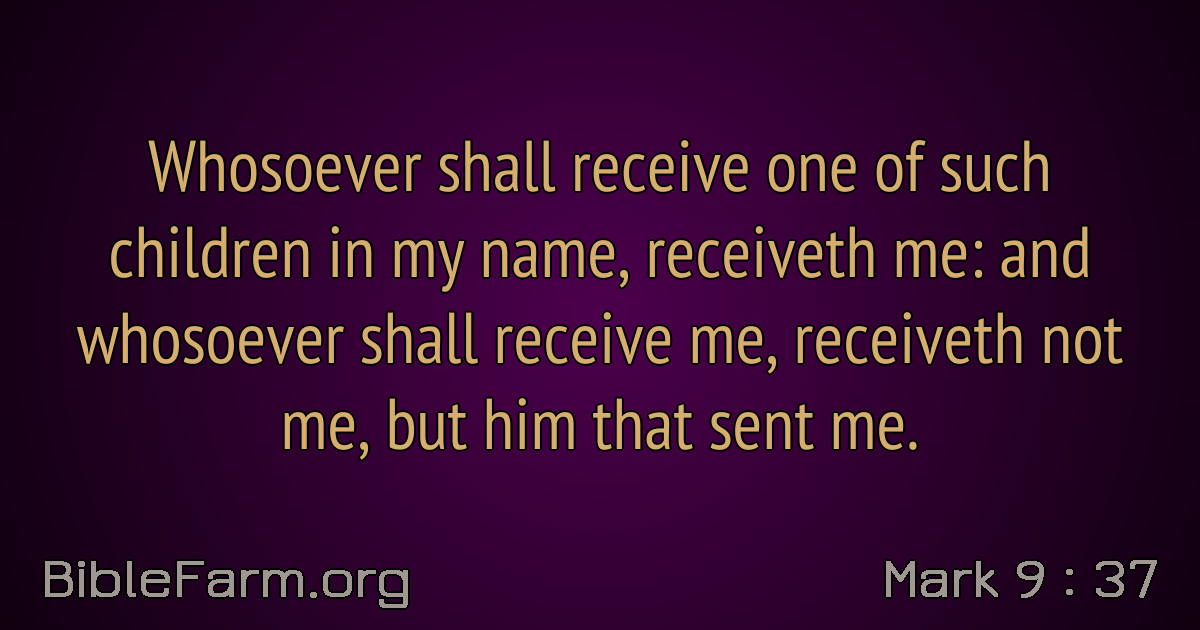 Whosoever shall receive one of such
children in my name, receiveth me: and
whosoever shall receive me, receiveth not
me, but him that sent me.
BibleFarm.org
Mark 9 : 37